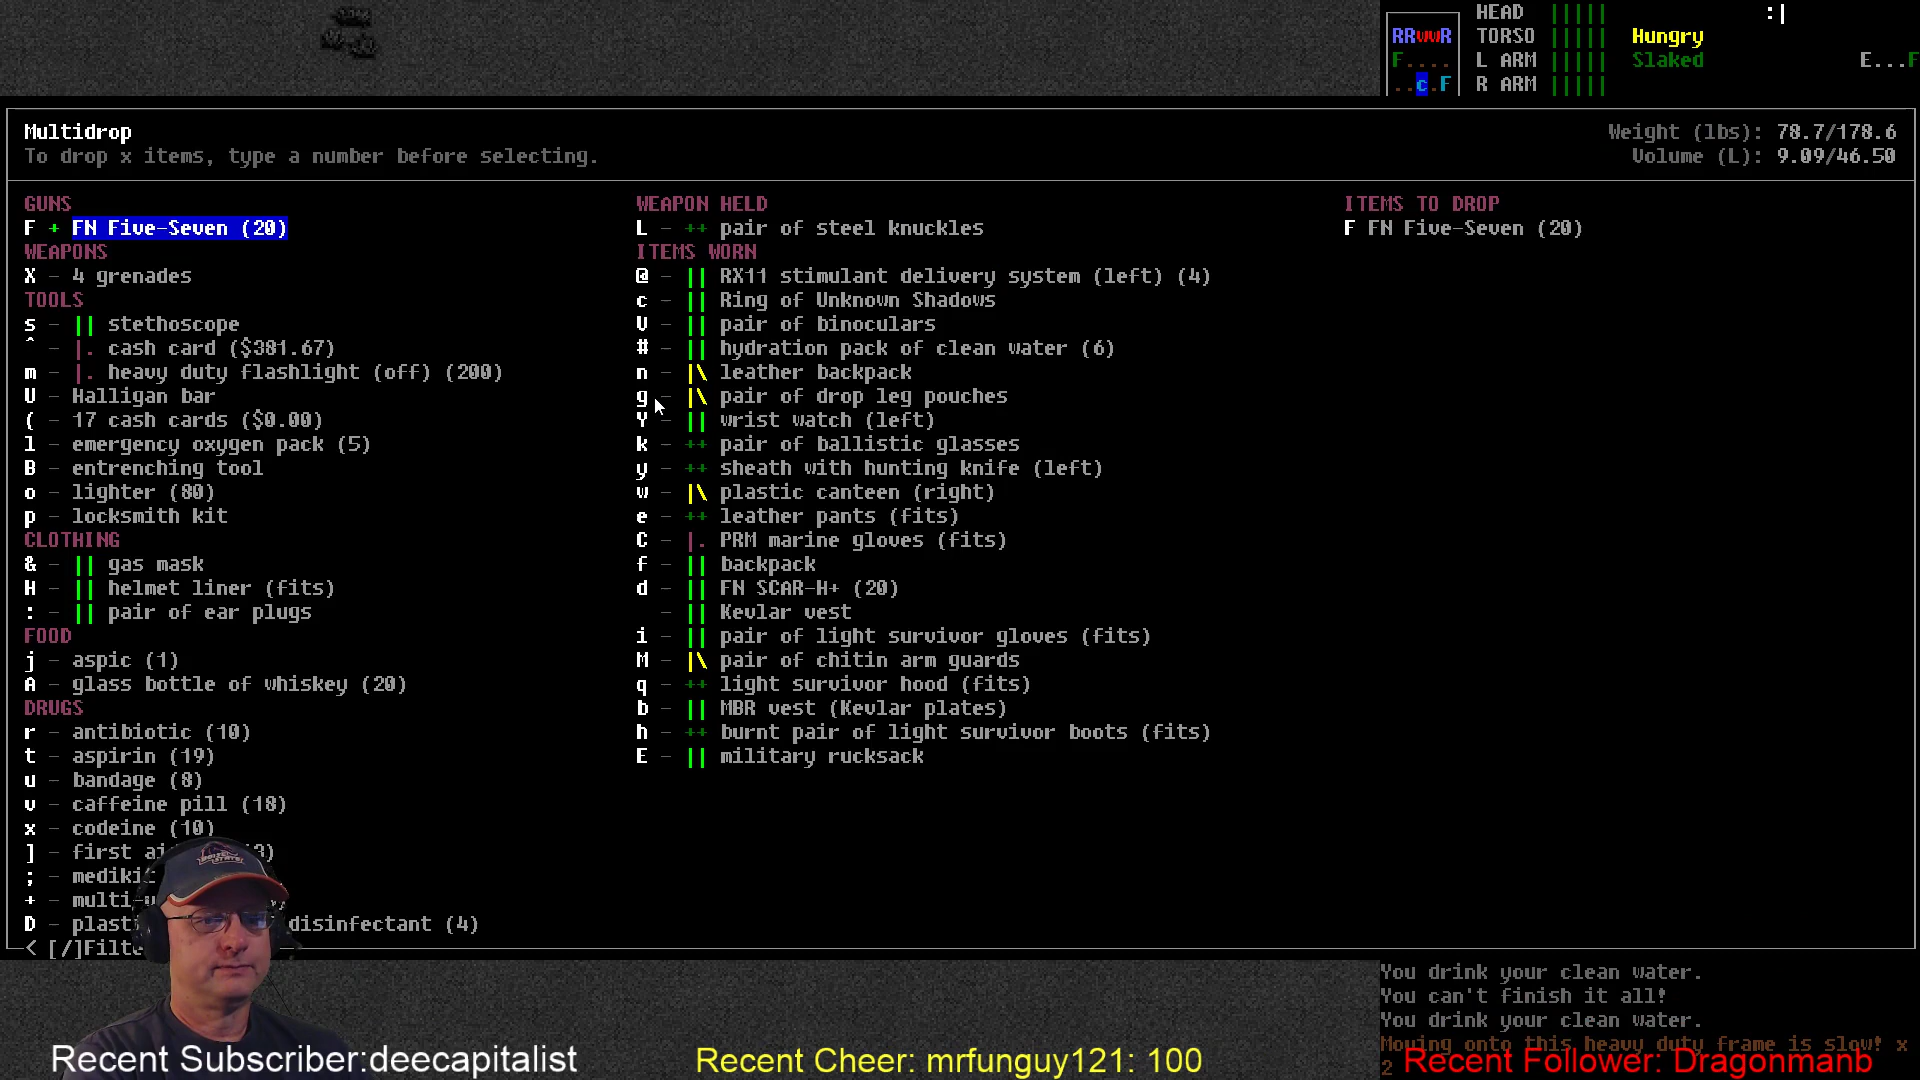 HEAD |||||
:|
RRwwR TORSO ||||| Hungry
F.... L ARM ||||| Slaked E...F
..c.F R ARM |||||
Multidrop
To drop x items, type a number before selecting.
Weight (lbs): 78.7/178.6
Volume (L): 9.09/46.50
GUNS
F + FN Five-Seven (20)
WEAPONS
X - 4 grenades
TOOLS
s - || stethoscope
^ - |. cash card ($381.67)
m - |. heavy duty flashlight (off) (200)
U - Halligan bar
( - 17 cash cards ($0.00)
l - emergency oxygen pack (5)
B - entrenching tool
o - lighter (80)
p - locksmith kit
CLOTHING
& - || gas mask
H - || helmet liner (fits)
: - || pair of ear plugs
FOOD
j - aspic (1)
A - glass bottle of whiskey (20)
DRUGS
r - antibiotic (10)
t - aspirin (19)
u - bandage (8)
v - caffeine pill (18)
x - codeine (10)
] - first
; -
+ -
D - disinfectant (4)
< [/]
WEAPON HELD
L - ++ pair of steel knuckles
ITEMS WORN
@ - || RX11 stimulant delivery system (left) (4)
c - || Ring of Unknown Shadows
V - || pair of binoculars
# - || hydration pack of clean water (6)
n - |\ leather backpack
g - |\ pair of drop leg pouches
Y - || wrist watch (left)
k - ++ pair of ballistic glasses
y - ++ sheath with hunting knife (left)
w - |\ plastic canteen (right)
e - ++ leather pants (fits)
C - |. PRM marine gloves (fits)
f - || backpack
d - || FN SCAR-H+ (20)
- || Kevlar vest
i - || pair of light survivor gloves (fits)
M - |\ pair of chitin arm guards
q - ++ light survivor hood (fits)
b - || MBR vest (Kevlar plates)
h - ++ burnt pair of light survivor boots (fits)
E - || military rucksack
ITEMS TO DROP
F FN Five-Seven (20)
You drink your clean water.
You can't finish it all!
You drink your clean water.
Moving onto this heavy duty frame is slow! x
2
Recent Subscriber:deecapitalist
Recent Cheer: mrfunguy121: 100
Recent Follower: Dragonmanb